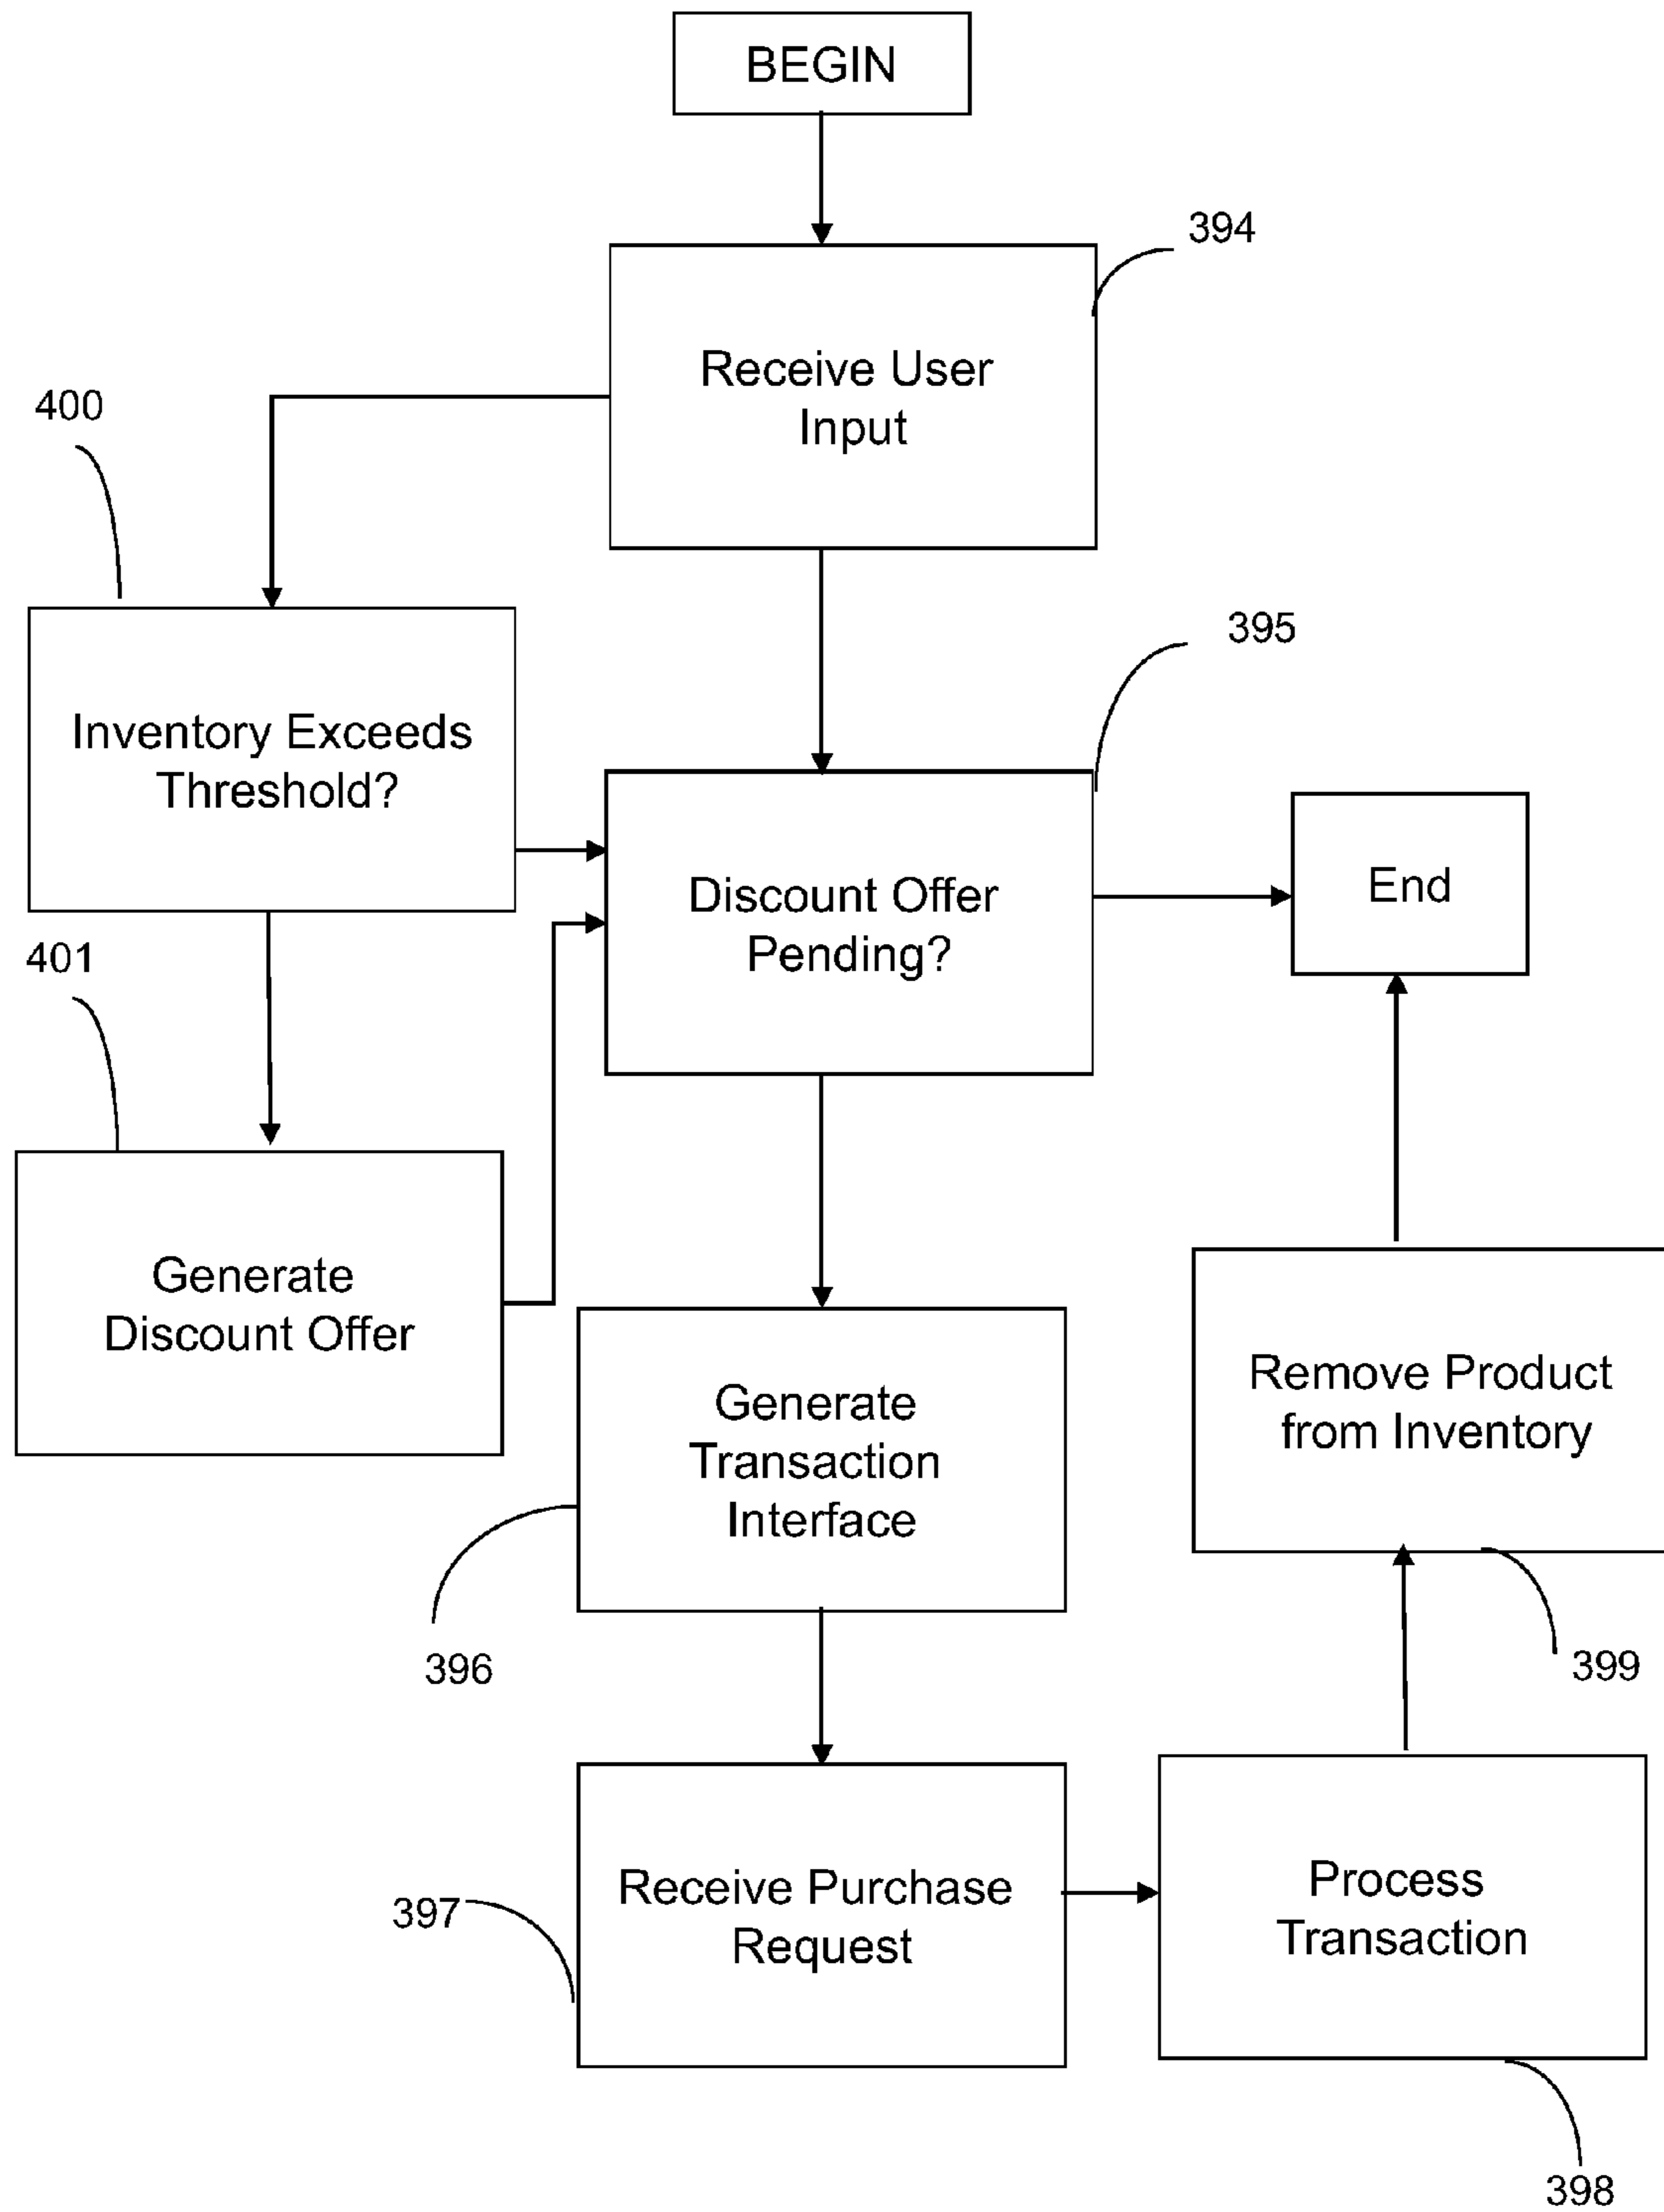 BEGIN
394
Receive User
Input
400
395
Inventory Exceeds
Threshold?
Discount Offer
Pending?
End
401
Generate
Discount Offer
Generate
Transaction
Interface
Remove Product
from Inventory
396
399
397
Receive Purchase
Request
Process
Transaction
398